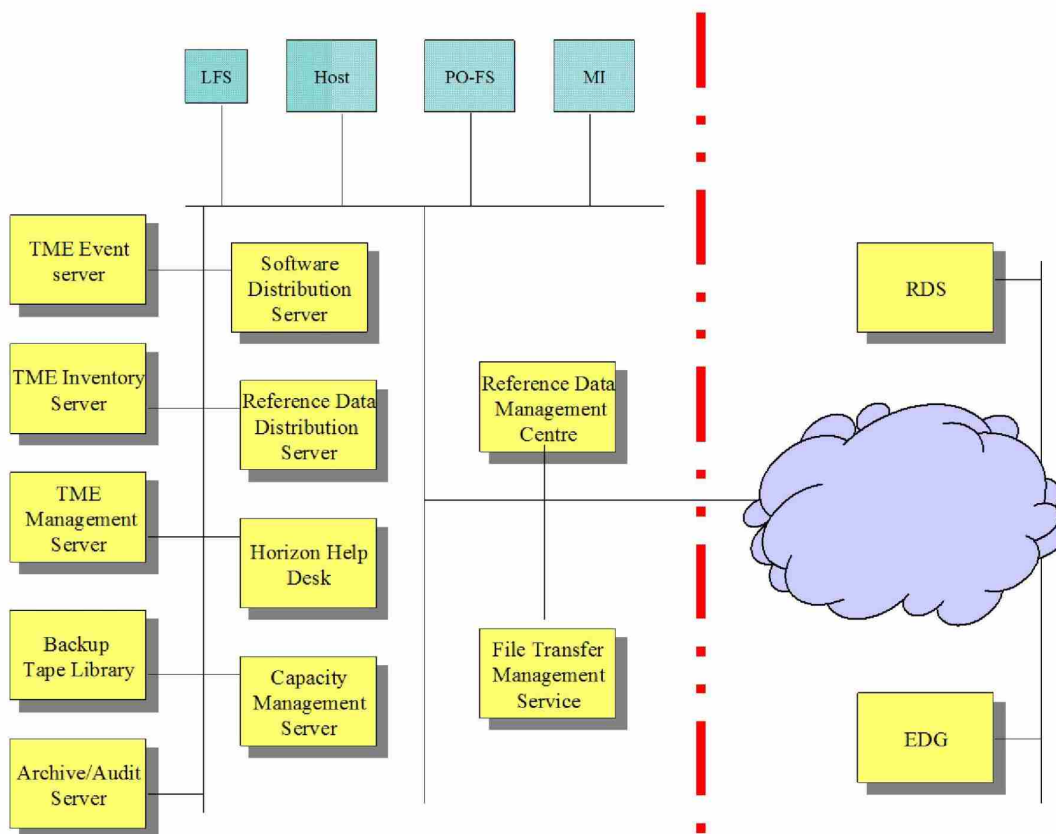 LFS
Host
PO-FS
MI
TME Event
server
Software
Distribution
Server
RDS
TME Inventory
Server
Reference Data
Distribution
Server
Reference Data
Management
Centre
TME
Management
Server
Horizon Help
Desk
Backup
Tape Library
Capacity
Management
Server
File Transfer
Management
Service
EDG
Archive/Audit
Server